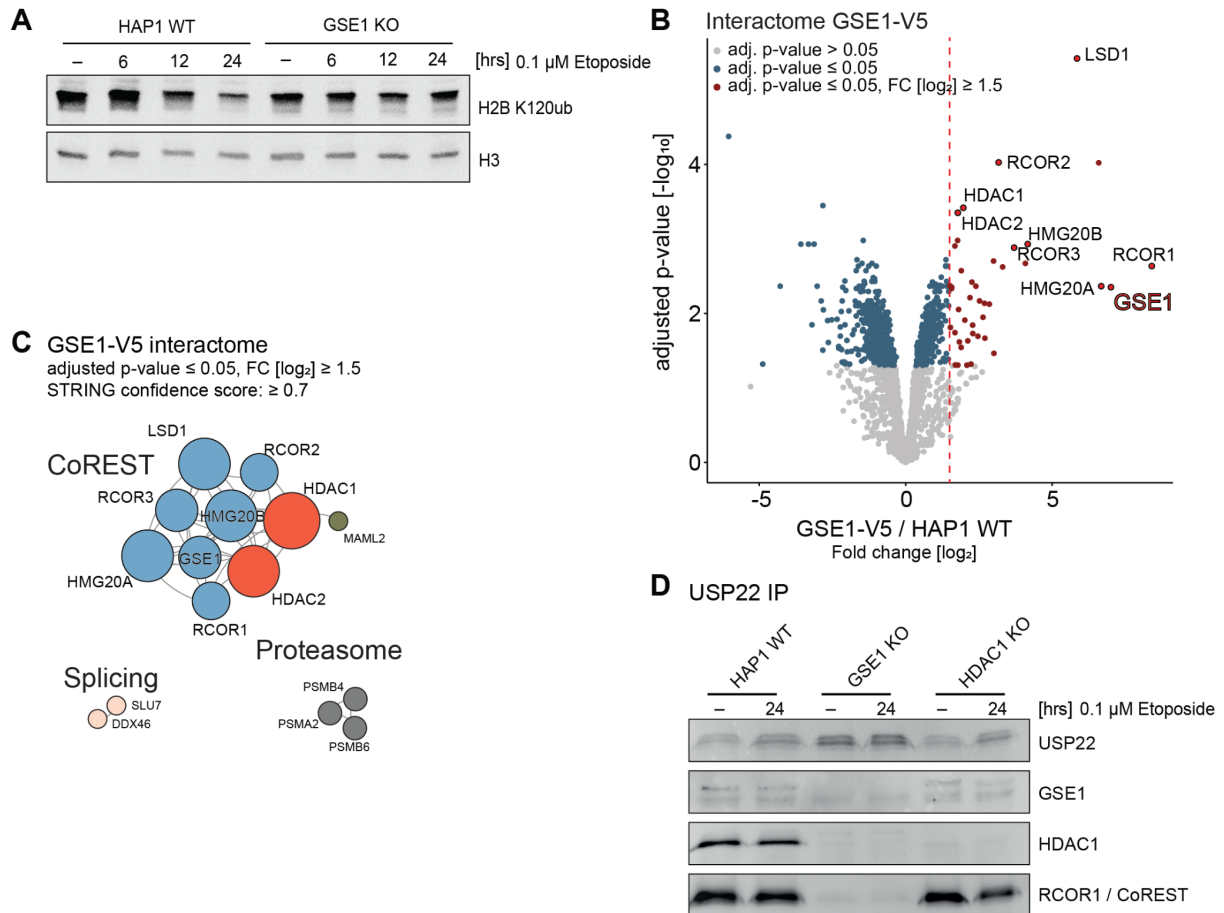 A
HAP1 WT
GSE1 KO
– 6 12 24 – 6 12 24 [hrs] 0.1 µM Etoposide
H2B K120ub
H3
B
Interactome GSE1-V5
adj. p-value > 0.05
adj. p-value ≤ 0.05
adj. p-value ≤ 0.05, FC [log₂] ≥ 1.5
LSD1
RCOR2
HDAC1
HDAC2
HMG20B
RCOR3
RCOR1
HMG20A
GSE1
adjusted p-value [-log₁₀]
4
2
0
-5 0 5
GSE1-V5 / HAP1 WT
Fold change [log₂]
C
GSE1-V5 interactome
adjusted p-value ≤ 0.05, FC [log₂] ≥ 1.5
STRING confidence score: ≥ 0.7
LSD1
CoREST
RCOR2
RCOR3
HDAC1
HMG20B
MAML2
GSE1
HMG20A
HDAC2
RCOR1
Proteasome
Splicing
PSMB4
SLU7
PSMA2
DDX46
PSMB6
D
USP22 IP
HAP1 WT
GSE1 KO
HDAC1 KO
– 24 – 24 – 24 [hrs] 0.1 µM Etoposide
USP22
GSE1
HDAC1
RCOR1 / CoREST